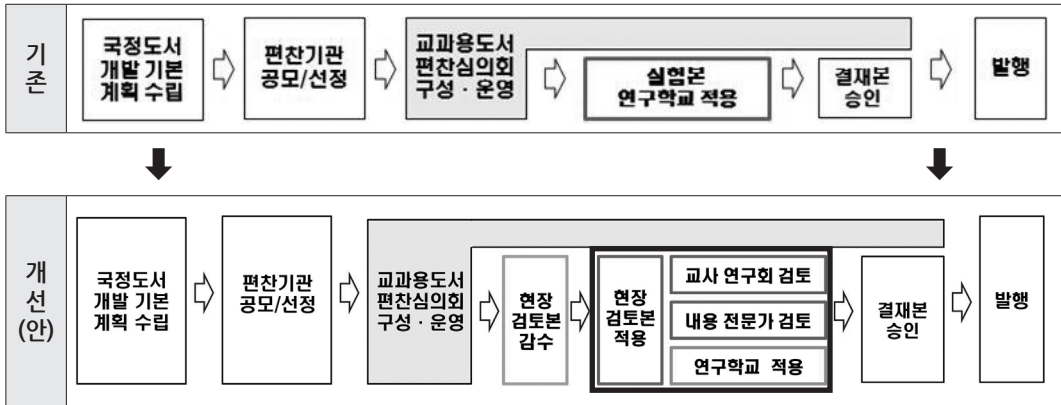 기
존
국정도서
개발 기본
계획 수립
편찬기관
공모/선정
교과용도서
편찬심의회
구성 · 운영
실험본
연구학교 적용
결재본
승인
발행
개
선
(안)
국정도서
개발 기본
계획 수립
편찬기관
공모/선정
교과용도서
편찬심의회
구성 · 운영
현장
검토본
감수
현장
검토본
적용
교사 연구회 검토
내용 전문가 검토
연구학교 적용
결재본
승인
발행